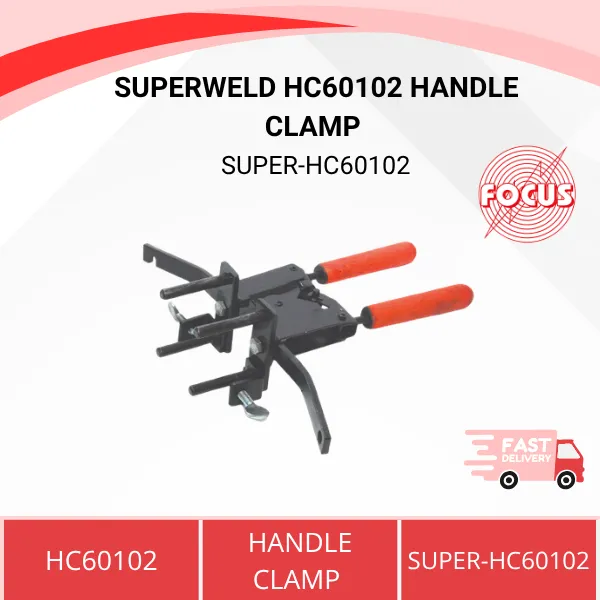 SUPERWELD HC60102 HANDLE
CLAMP
SUPER-HC60102
FOCUS
FAST
DELIVERY
HC60102
HANDLE
CLAMP
SUPER-HC60102